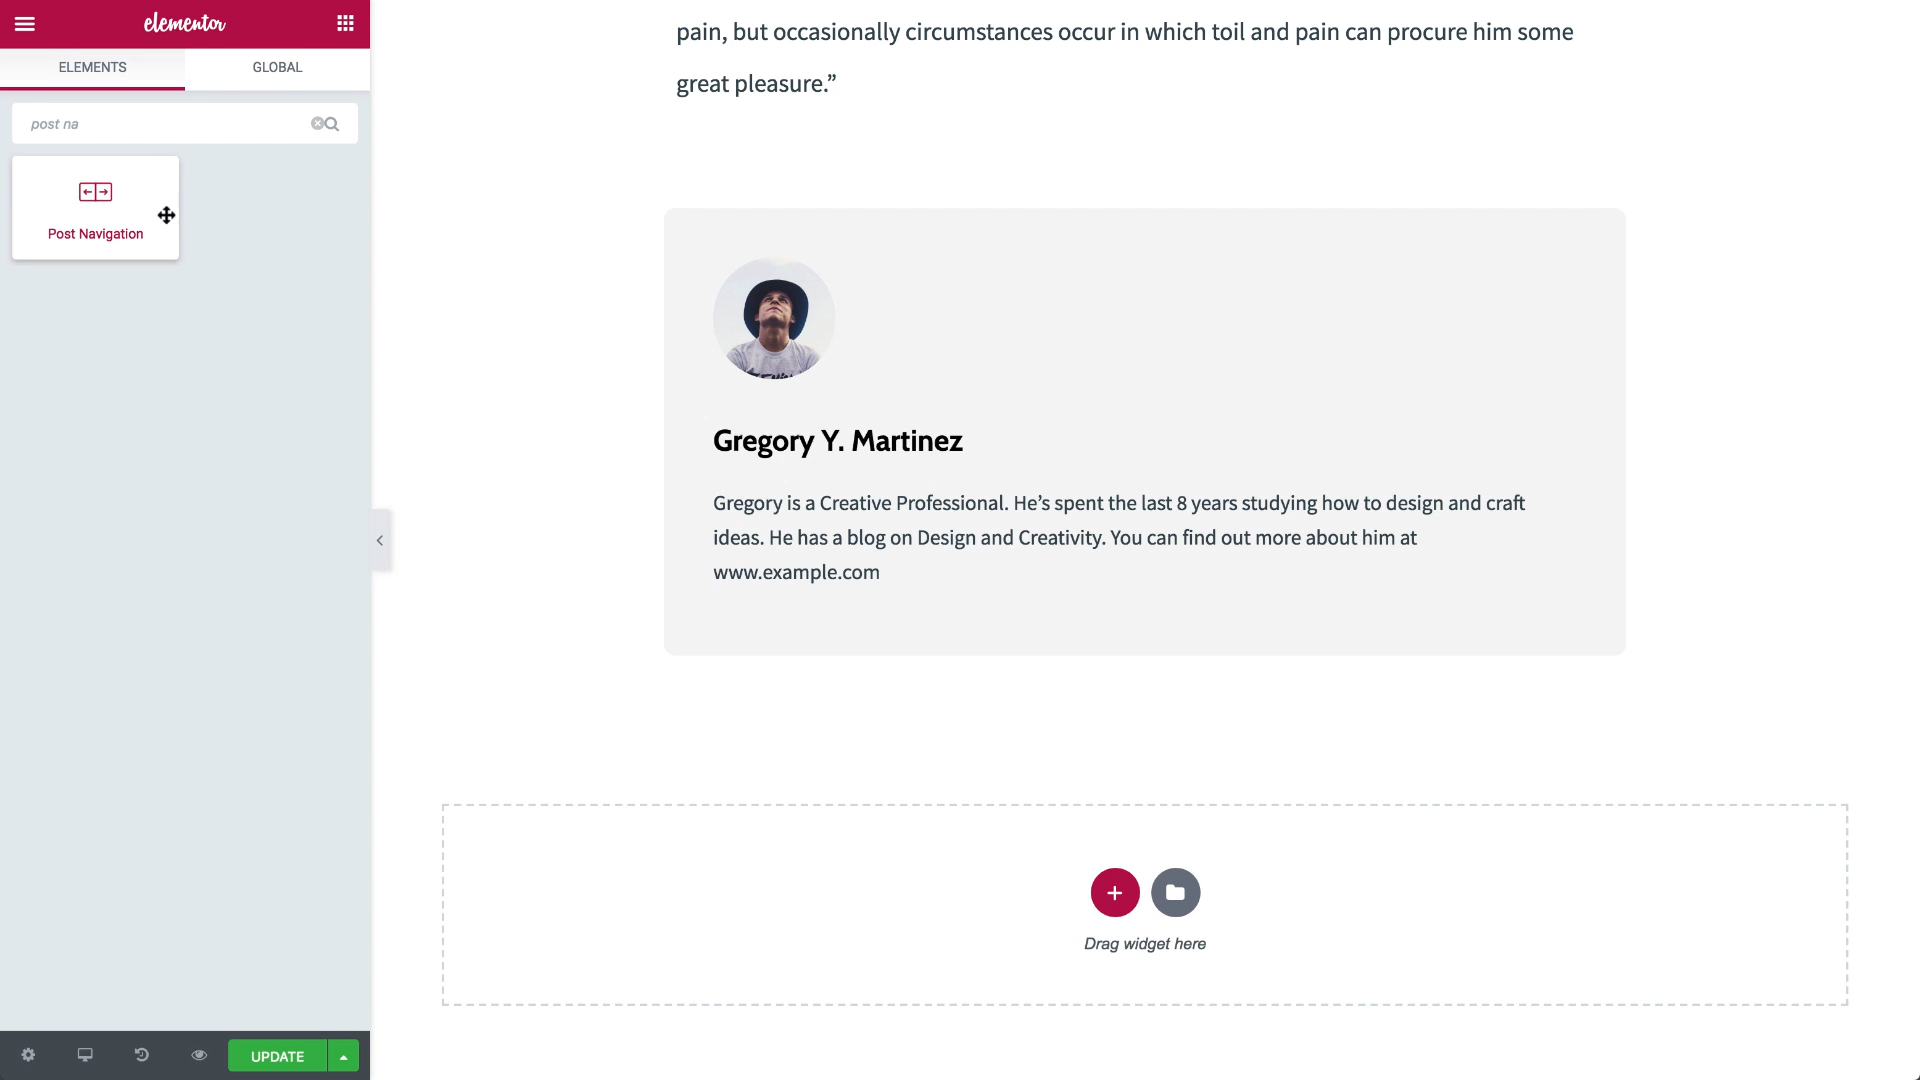 elementor
ELEMENTS
GLOBAL
post na
Post Navigation
UPDATE
pain, but occasionally circumstances occur in which toil and pain can procure him some
great pleasure.”
Gregory Y. Martinez
Gregory is a Creative Professional. He’s spent the last 8 years studying how to design and craft
ideas. He has a blog on Design and Creativity. You can find out more about him at
www.example.com
Drag widget here